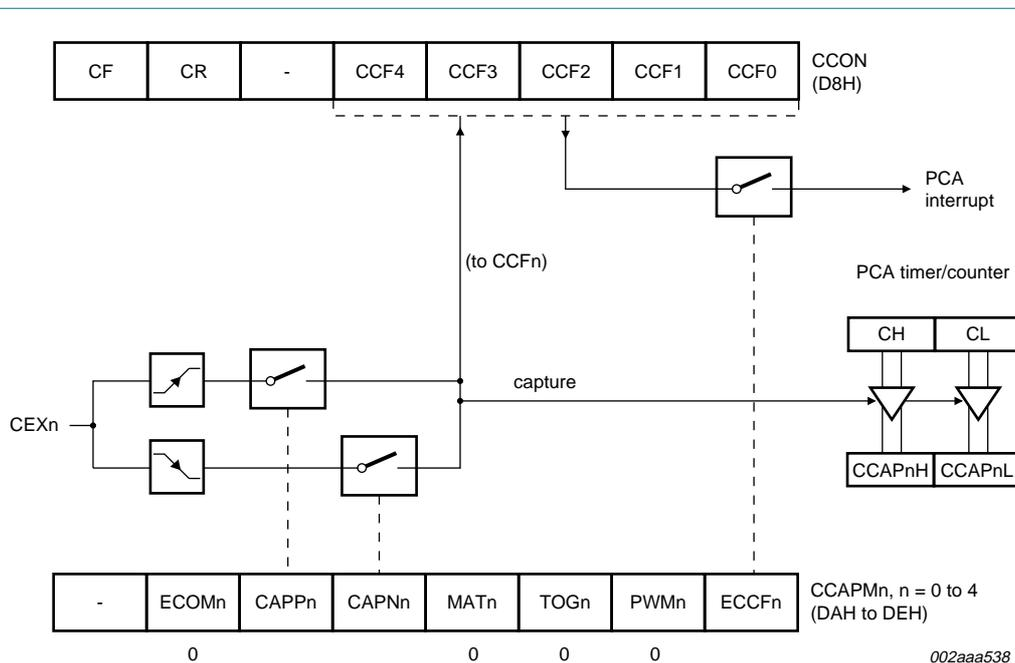 CF CR - CCF4 CCF3 CCF2 CCF1 CCF0 CCON
(D8H)
PCA
interrupt
(to CCFn)
PCA timer/counter
CH CL
capture
CEXn
CCAPnH CCAPnL
- ECOMn CAPPn CAPNn MATn TOGn PWMn ECCFn CCAPMn, n = 0 to 4
(DAH to DEH)
0 0 0 0
002aaa538